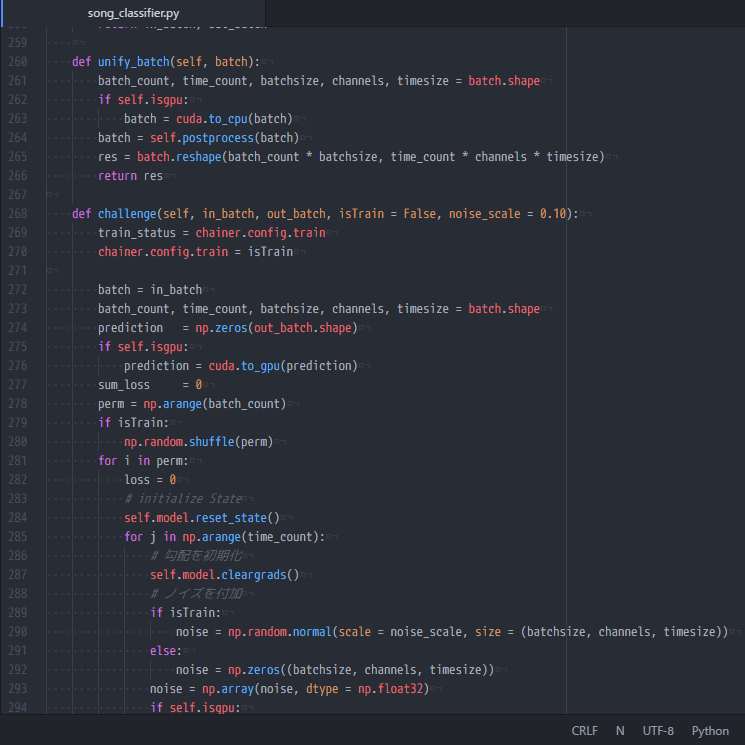 song_classifier.py
259
260 def unify_batch(self, batch):
261 batch_count, time_count, batchsize, channels, timesize = batch.shape
262 if self.isgpu:
263 batch = cuda.to_cpu(batch)
264 batch = self.postprocess(batch)
265 res = batch.reshape(batch_count * batchsize, time_count * channels * timesize)
266 return res
267
268 def challenge(self, in_batch, out_batch, isTrain = False, noise_scale = 0.10):
269 train_status = chainer.config.train
270 chainer.config.train = isTrain
271
272 batch = in_batch
273 batch_count, time_count, batchsize, channels, timesize = batch.shape
274 prediction   = np.zeros(out_batch.shape)
275 if self.isgpu:
276 prediction = cuda.to_gpu(prediction)
277 sum_loss     = 0
278 perm = np.arange(batch_count)
279 if isTrain:
280 np.random.shuffle(perm)
281 for i in perm:
282 loss = 0
283 # initialize State
284 self.model.reset_state()
285 for j in np.arange(time_count):
286 # 勾配を初期化
287 self.model.cleargrads()
288 # ノイズを付加
289 if isTrain:
290 noise = np.random.normal(scale = noise_scale, size = (batchsize, channels, timesize))
291 else:
292 noise = np.zeros((batchsize, channels, timesize))
293 noise = np.array(noise, dtype = np.float32)
294 if self.isgpu:
CRLF N UTF-8 Python